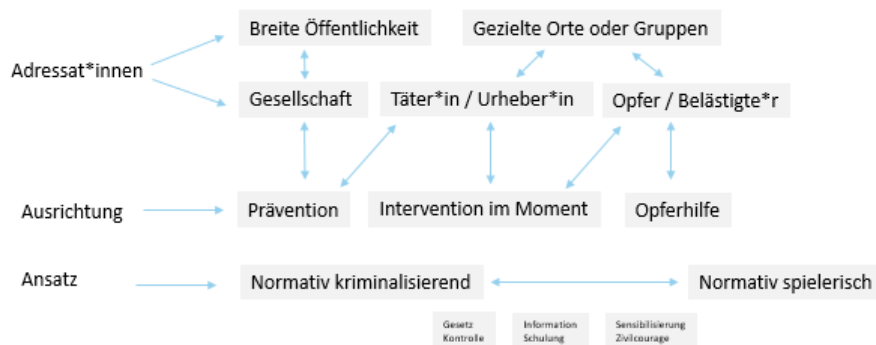 Breite Öffentlichkeit
Gezielte Orte oder Gruppen
Adressat*innen
Gesellschaft
Täter*in / Urheber*in
Opfer / Belästigte*r
Ausrichtung
Prävention
Intervention im Moment
Opferhilfe
Ansatz
Normativ kriminalisierend
Normativ spielerisch
Gesetz
Kontrolle
Information
Schulung
Sensibilisierung
Zivilcourage